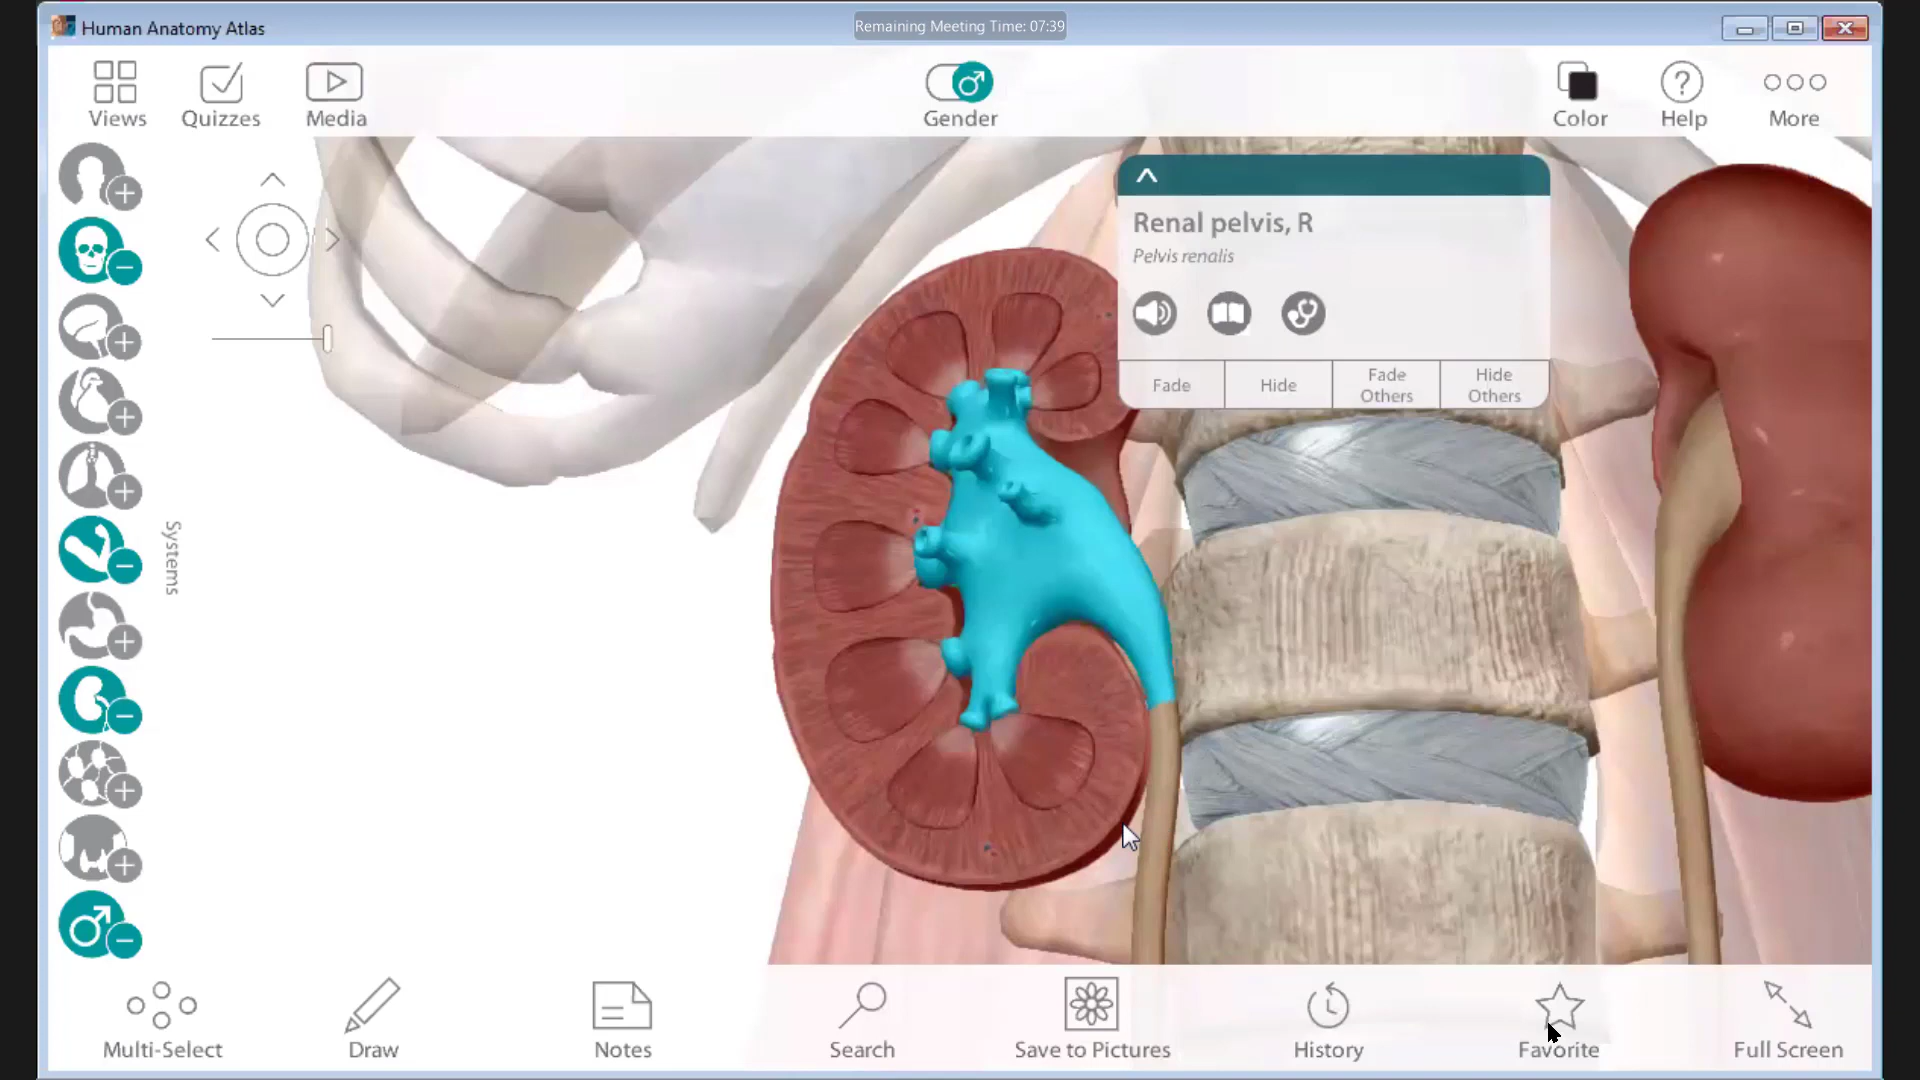 Human Anatomy Atlas
Remaining Meeting Time: 07:39
Views
Quizzes
Media
Gender
Color
Help
More
Renal pelvis, R
Pelvis renalis
Fade
Hide
Fade
Others
Hide
Others
Systems
Multi-Select
Draw
Notes
Search
Save to Pictures
History
Favorite
Full Screen